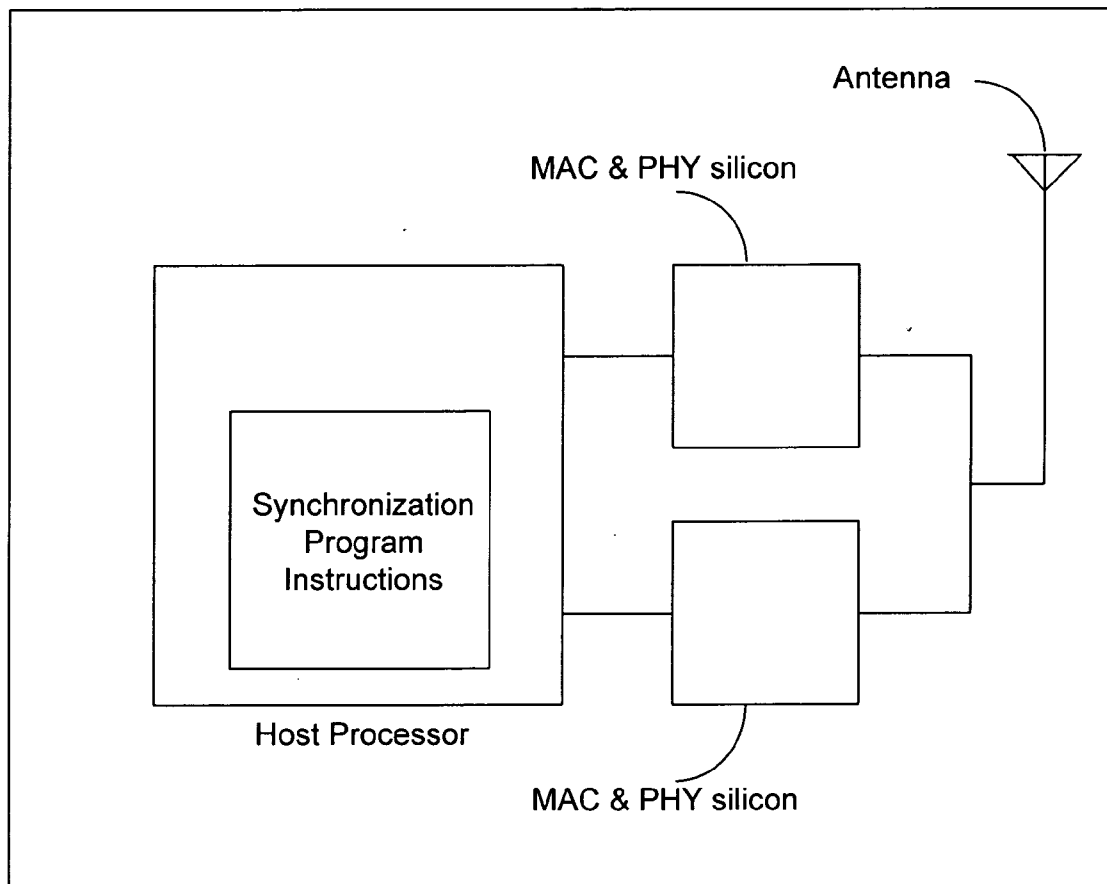 Antenna
MAC & PHY silicon
Synchronization
Program
Instructions
Host Processor
MAC & PHY silicon